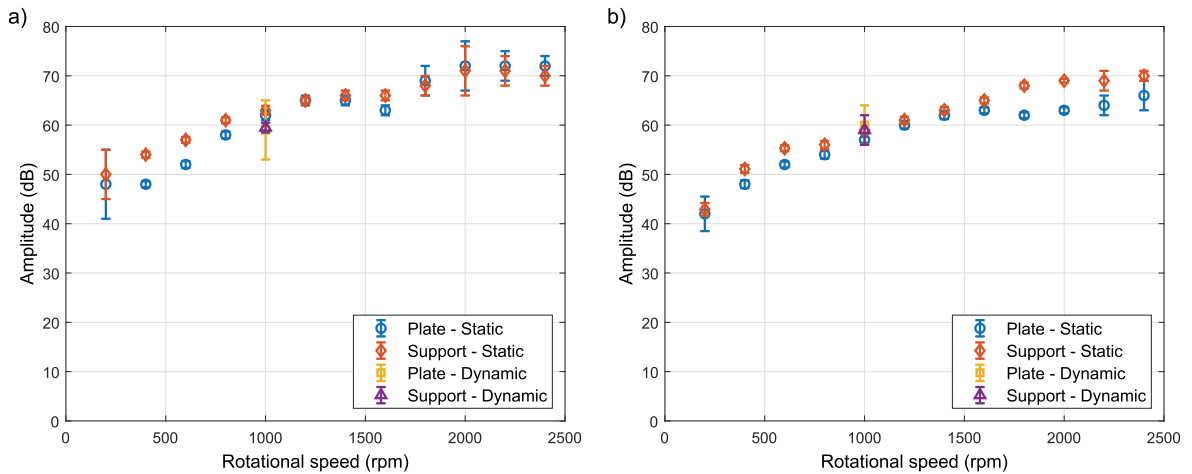 a)
80
70
60
50
40
30
20
10
0
Amplitude (dB)
Plate - Static
Support - Static
Plate - Dynamic
Support - Dynamic
0 500 1000 1500 2000 2500
Rotational speed (rpm)
b)
80
70
60
50
40
30
20
10
0
Amplitude (dB)
Plate - Static
Support - Static
Plate - Dynamic
Support - Dynamic
0 500 1000 1500 2000 2500
Rotational speed (rpm)